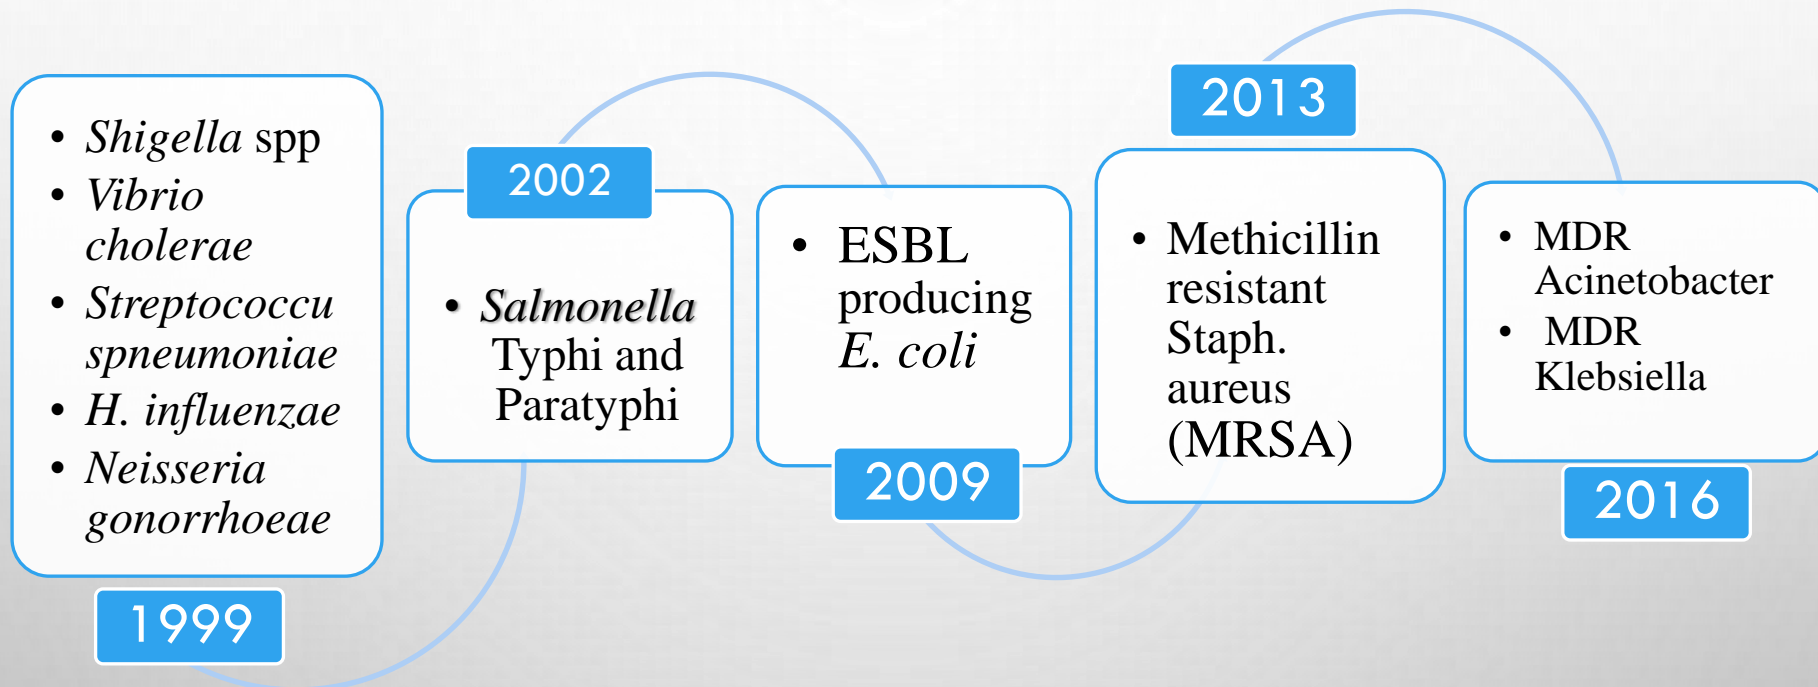 • Shigella spp
• Vibrio
cholerae
• Streptococcu
spneumoniae
• H. influenzae
• Neisseria
gonorrhoeae
1999
2002
• Salmonella
Typhi and
Paratyphi
• ESBL
producing
E. coli
2009
2013
• Methicillin
resistant
Staph.
aureus
(MRSA)
• MDR
Acinetobacter
• MDR
Klebsiella
2016